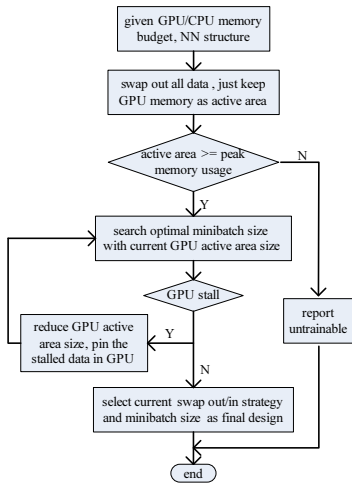 given GPU/CPU memory
budget, NN structure
swap out all data , just keep
GPU memory as active area
active area >= peak
memory usage
N
Y
search optimal minibatch size
with current GPU active area size
GPU stall
reduce GPU active
area size, pin the
stalled data in GPU
Y
report
untrainable
N
select current swap out/in strategy
and minibatch size as final design
end